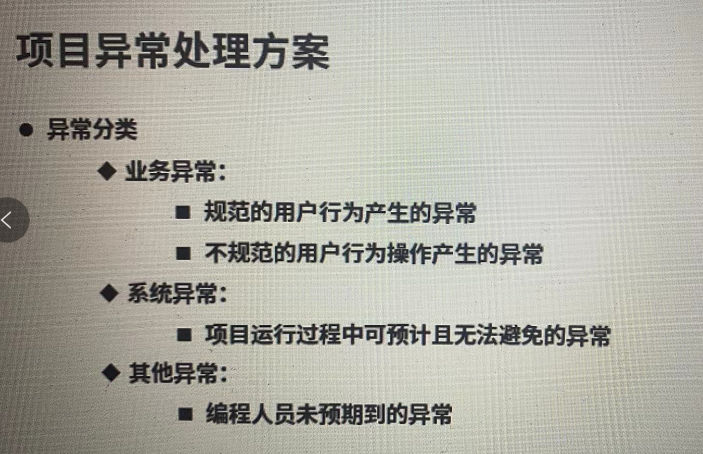 项目异常处理方案
● 异常分类
◆ 业务异常：
■ 规范的用户行为产生的异常
■ 不规范的用户行为操作产生的异常
◆ 系统异常：
■ 项目运行过程中可预计且无法避免的异常
◆ 其他异常：
■ 编程人员未预期到的异常